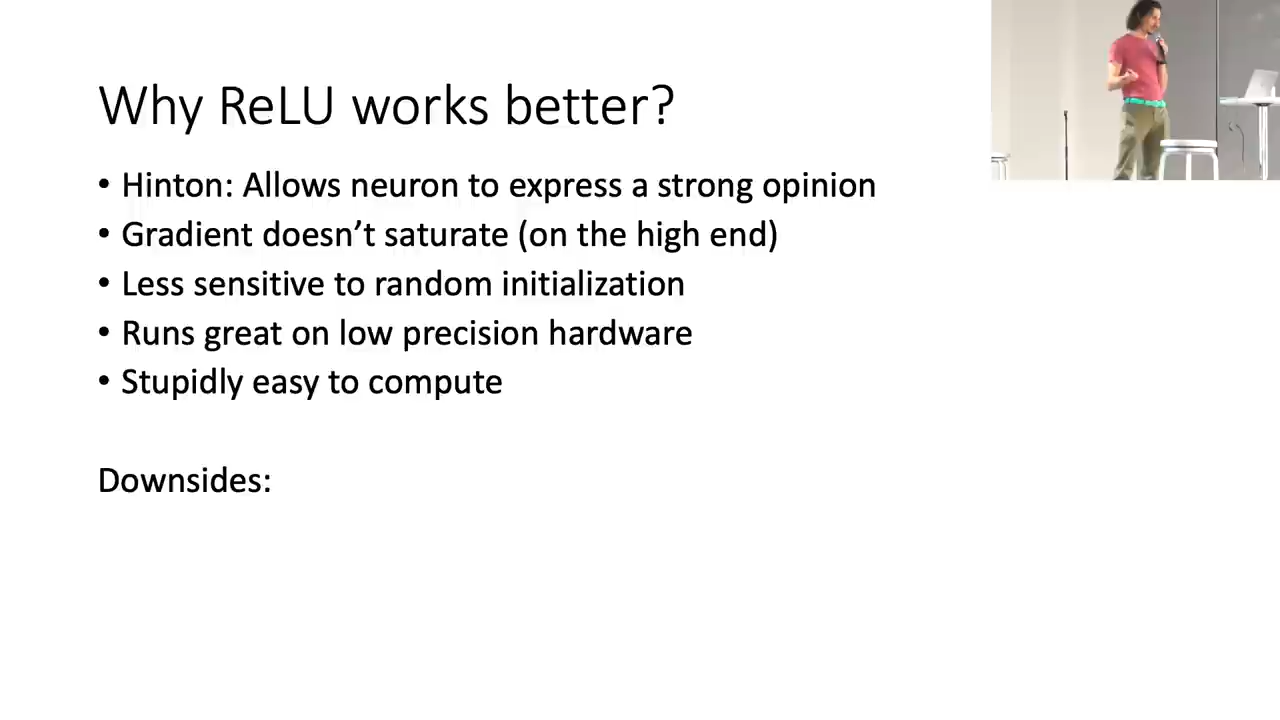 Why ReLU works better?
• Hinton: Allows neuron to express a strong opinion
• Gradient doesn’t saturate (on the high end)
• Less sensitive to random initialization
• Runs great on low precision hardware
• Stupidly easy to compute
Downsides: